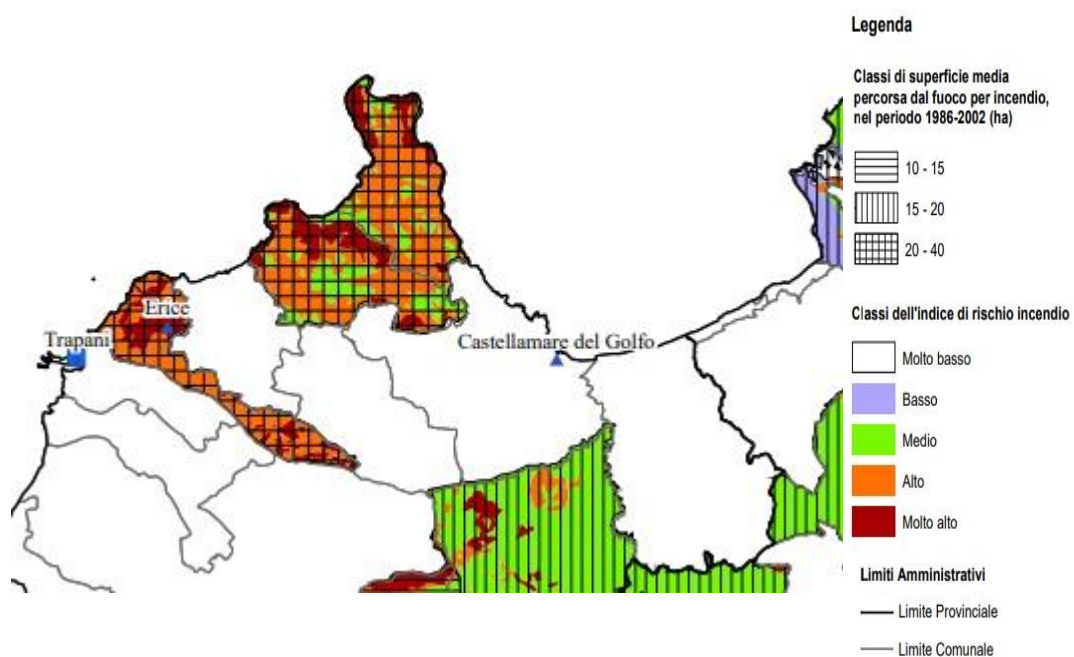 Erice
Trapani
Castellamare del Golfo
Legenda
Classi di superficie media
percorsa dal fuoco per incendio,
nel periodo 1986-2002 (ha)
10 - 15
15 - 20
20 - 40
Classi dell'indice di rischio incendio
Molto basso
Basso
Medio
Alto
Molto alto
Limiti Amministrativi
Limite Provinciale
Limite Comunale